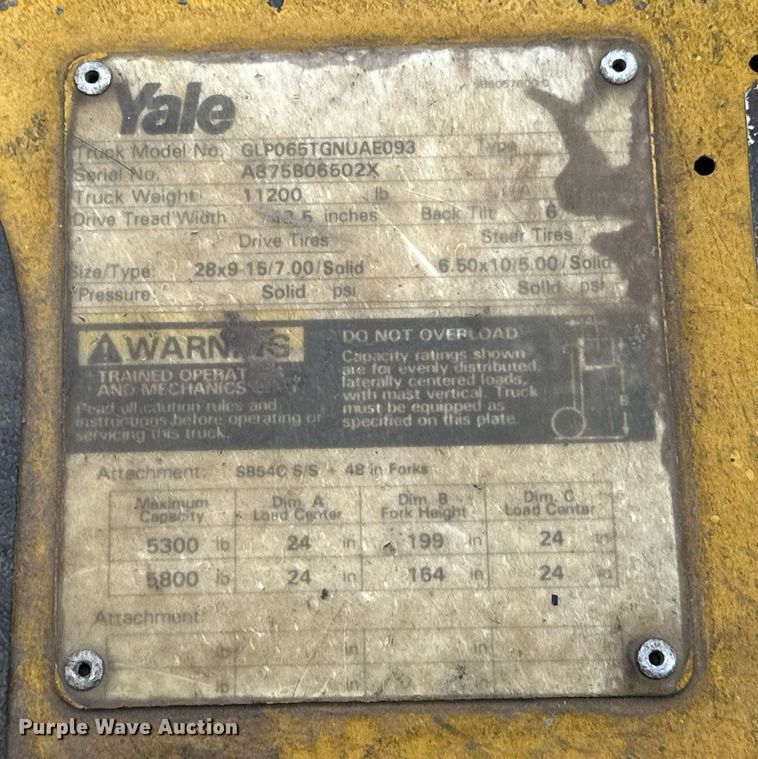 Yale
Truck Model No. GLP065TGNUAE093 Type
Serial No. A875B06502X
Truck Weight 11200 lb
Drive Tread Width inches Back Tilt 6
Drive Tires Steer Tires
Size/Type: 28x9-15/7.00/Solid 6.50x10/5.00/Solid
Pressure: Solid psi Solid psi
WARNING
TRAINED OPERAT
AND MECHANICS
Read all caution rules and
instructions before operating or
servicing this truck.
DO NOT OVERLOAD
Capacity ratings shown
are for evenly distributed,
laterally centered loads,
with mast vertical. Truck
must be equipped as
specified on this plate.
C
B
Attachment: SB54C S/S + 48 in Forks
Maximum Capacity Dim. A Load Center Dim. B Fork Height Dim. C Load Center
5300 lb 24 in 199 in 24 in
5800 lb 24 in 164 in 24 in
Attachment:
lb in in in
lb in in in
Purple Wave Auction